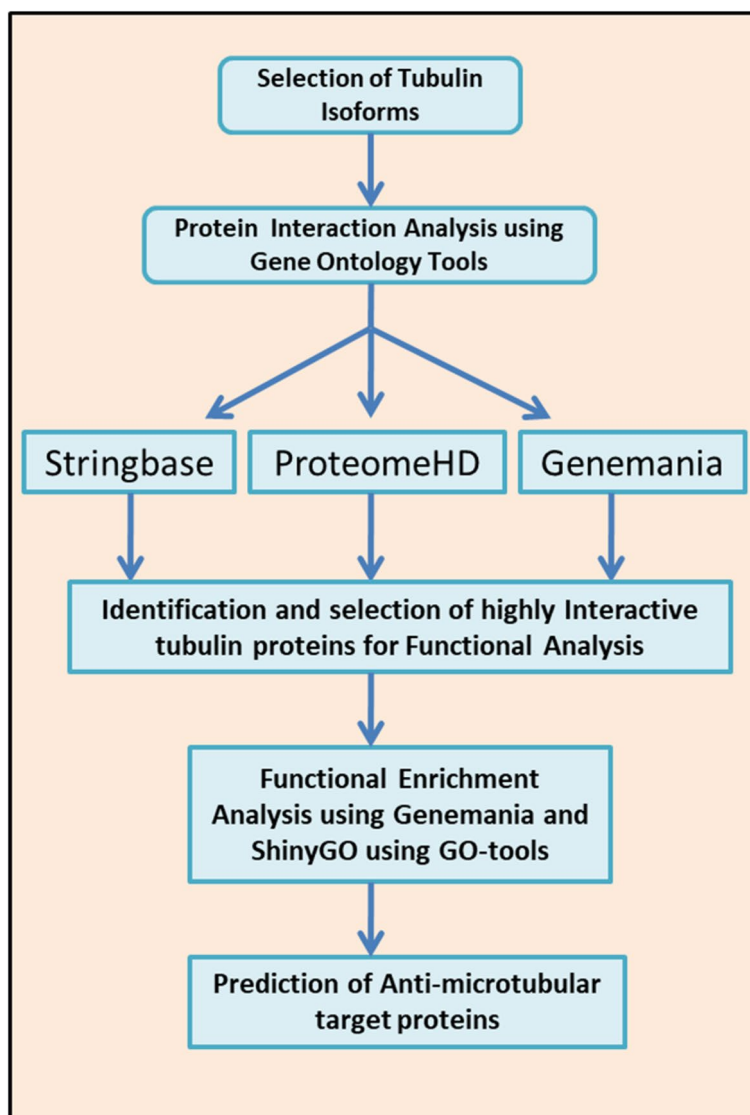 Selection of Tubulin
Isoforms
Protein Interaction Analysis using
Gene Ontology Tools
Stringbase
ProteomeHD
Genemania
Identification and selection of highly Interactive
tubulin proteins for Functional Analysis
Functional Enrichment
Analysis using Genemania and
ShinyGO using GO-tools
Prediction of Anti-microtubular
target proteins